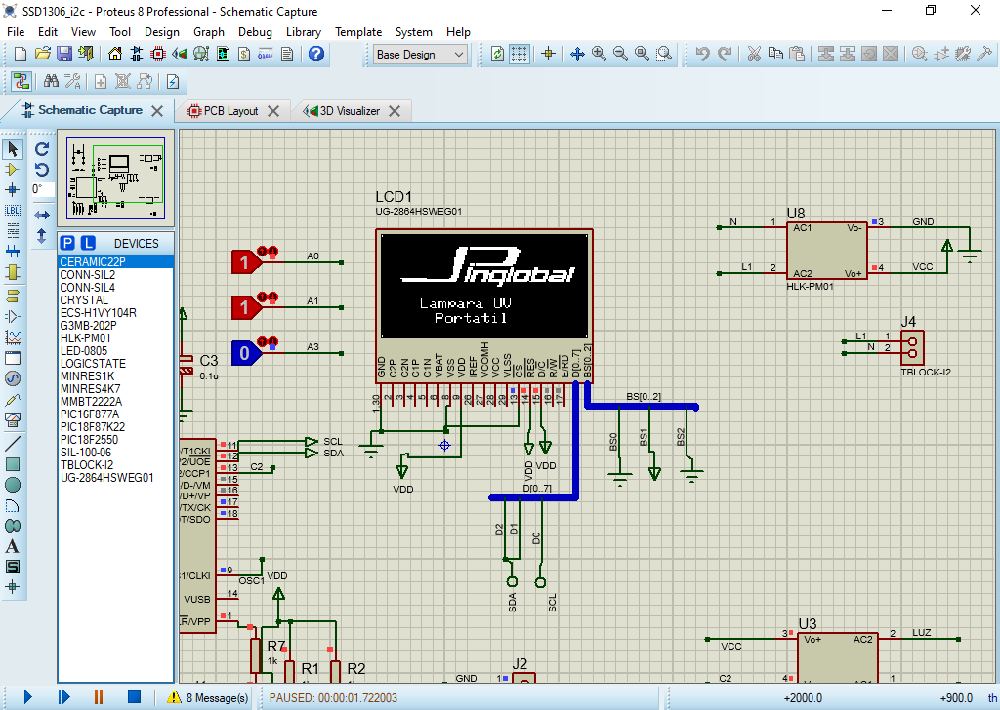 SSD1306_i2c - Proteus 8 Professional - Schematic Capture
File Edit View Tool Design Graph Debug Library Template System Help
Base Design
Schematic Capture
PCB Layout
3D Visualizer
0°
LBL
P L DEVICES
CERAMIC22P
CONN-SIL2
CONN-SIL4
CRYSTAL
ECS-H1VY104R
G3MB-202P
HLK-PM01
LED-0805
LOGICSTATE
MINRES1K
MINRES4K7
MMBT2222A
PIC16F877A
PIC18F87K22
PIC18F2550
SIL-100-06
TBLOCK-I2
UG-2864HSWEG01
LCD1
UG-2864HSWEG01
Pinglobal
Lampara UV
Portatil
1 A0
1 A1
0 A3
GND C2P C2N C1P C1N VBAT VSS VDD IREF VCOMH VCC VLSS CS RES D/C R/W E/RD D[0..7] BS[0..2]
1,30 2 3 4 5 6 8 9 26 27 28 29 13 14 15 16 17
C3
0.1u
VDD
VDD
VDD
BS[0..2]
BS0
BS1
BS2
D[0..7]
D2
D1
D0
SDA
SCL
U8
N 1 AC1 Vo- 3 GND
L1 2 AC2 Vo+ 4 VCC
HLK-PM01
J4
L1 1
N 2
TBLOCK-I2
/T1CKI 11 SCL
2/UOE 12 SDA
/CCP1 13 C2
/D-/VM 15
/D+/VP 16
/TX/CK 17
/SDO 18
1/CLKI 9
OSC1 VDD
VUSB 14
R/VPP 1
R7
1k
R1
R2
J2
GND 1
U3
VCC 3 Vo+ AC2 2 LUZ
C2 4 AC1 1
8 Message(s)
PAUSED: 00:00:01.722003
+2000.0 +900.0 th